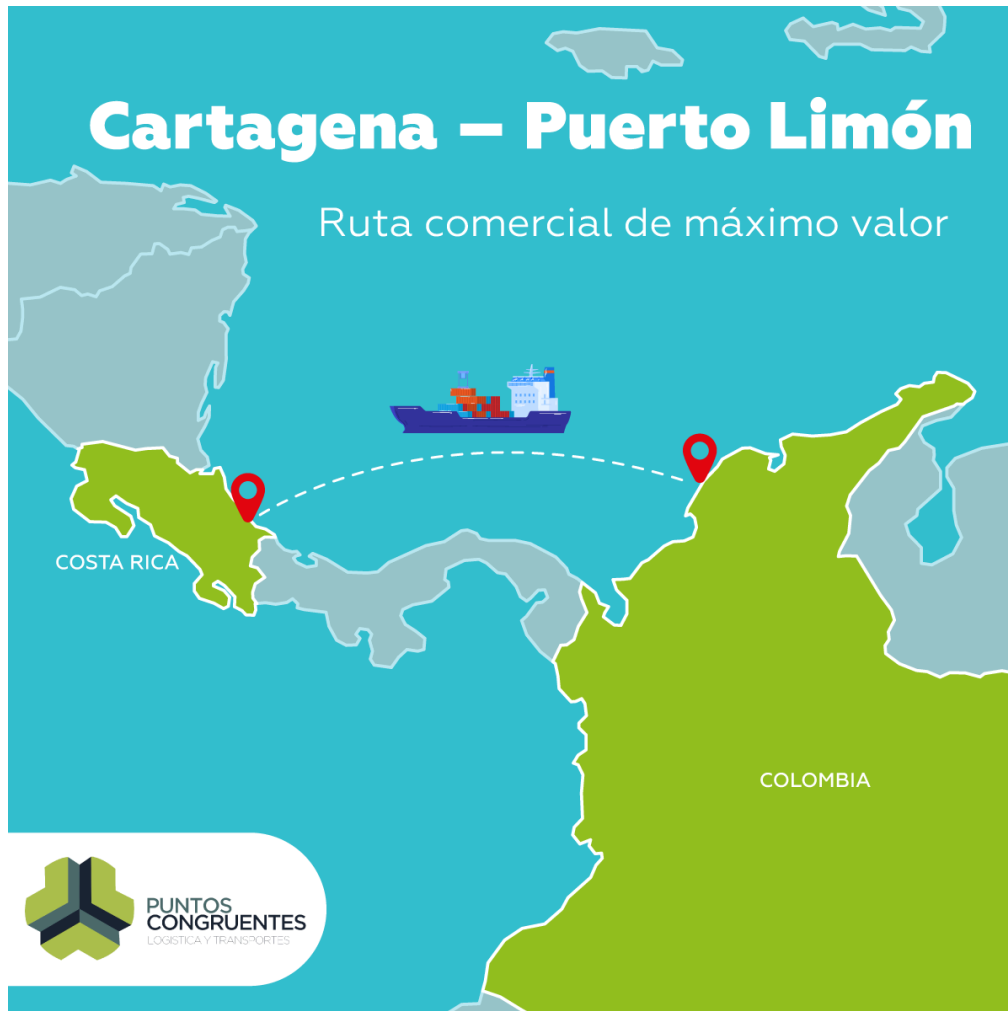 Cartagena – Puerto Limón
Ruta comercial de máximo valor
COSTA RICA
COLOMBIA
PUNTOS
CONGRUENTES
LOGISTICA Y TRANSPORTES